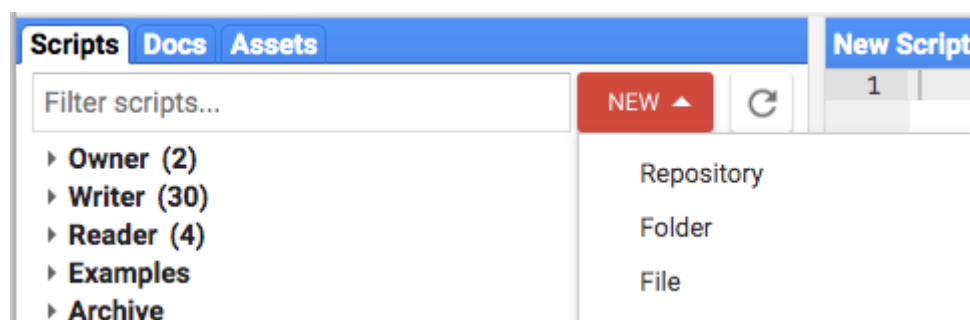 Scripts Docs Assets
New Script
Filter scripts...
NEW
1
Owner (2)
Writer (30)
Reader (4)
Examples
Archive
Repository
Folder
File